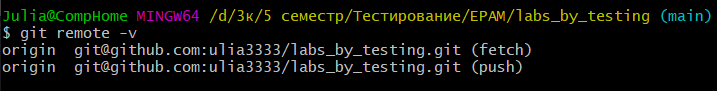 Julia@CompHome MINGW64 /d/3к/5 семестр/Тестирование/EPAM/labs_by_testing (main)
$ git remote -v
origin  git@github.com:ulia3333/labs_by_testing.git (fetch)
origin  git@github.com:ulia3333/labs_by_testing.git (push)